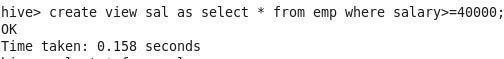 hive> create view sal as select * from emp where salary>=40000;
OK
Time taken: 0.158 seconds